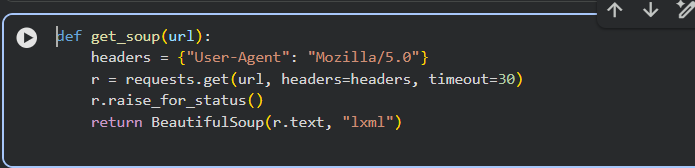 def get_soup(url):
    headers = {"User-Agent": "Mozilla/5.0"}
    r = requests.get(url, headers=headers, timeout=30)
    r.raise_for_status()
    return BeautifulSoup(r.text, "lxml")